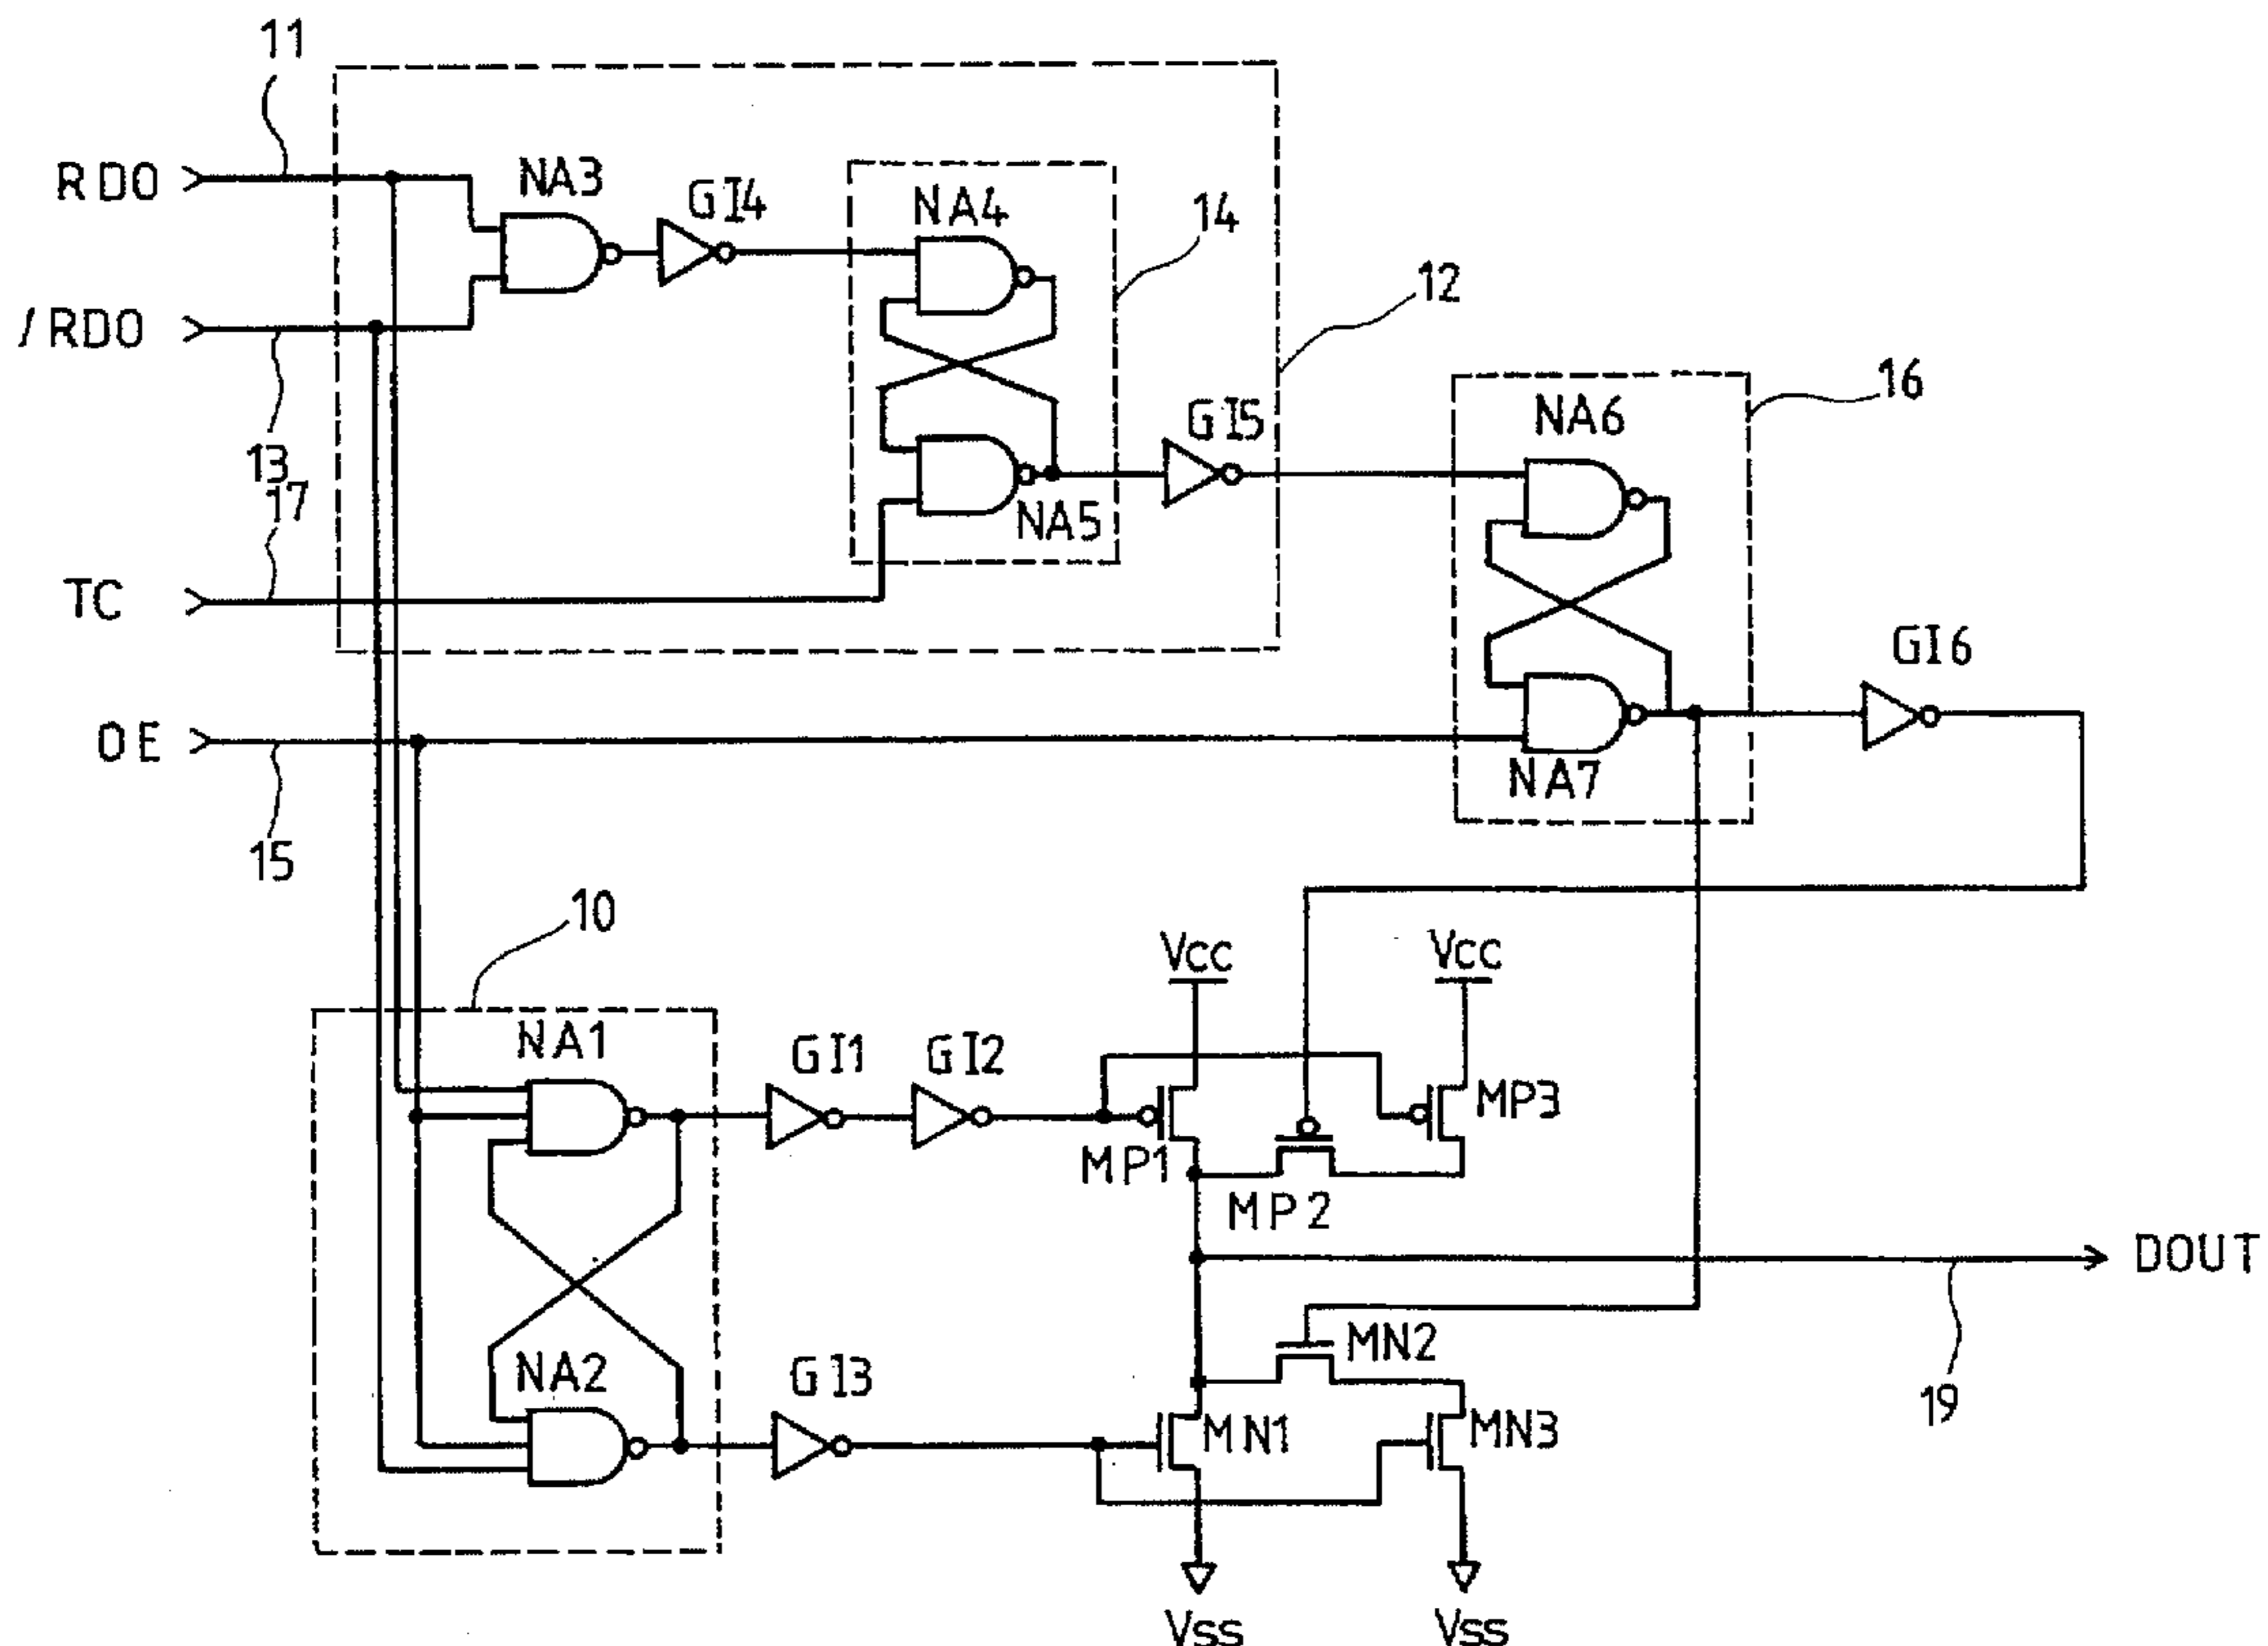 11
RDO
NA3
GI4
NA4
14
/RDO
12
13
17
GI5
NA5
16
NA6
TC
OE
GI6
NA7
15
10
Vcc
Vcc
NA1
GI1
GI2
MP1
MP3
MP2
DOUT
NA2
GI3
MN2
MN1
MN3
19
Vss
Vss